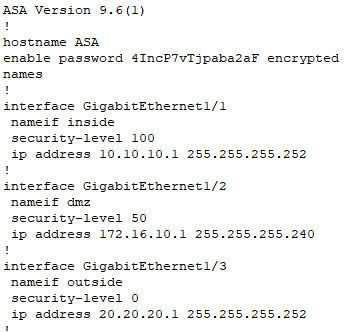 ASA Version 9.6(1)
!
hostname ASA
enable password 4IncP7vTjpaba2aF encrypted
names
!
interface GigabitEthernet1/1
nameif inside
security-level 100
ip address 10.10.10.1 255.255.255.252
!
interface GigabitEthernet1/2
nameif dmz
security-level 50
ip address 172.16.10.1 255.255.255.240
!
interface GigabitEthernet1/3
nameif outside
security-level 0
ip address 20.20.20.1 255.255.255.252
!